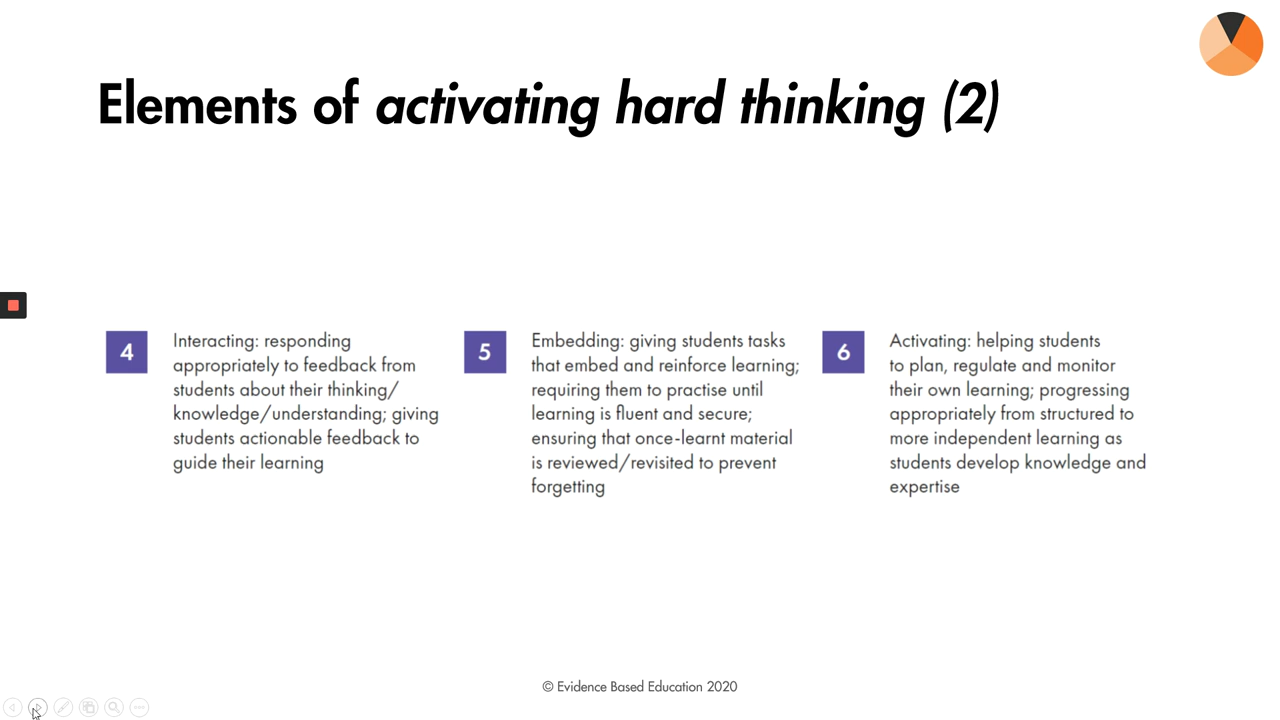 Elements of activating hard thinking (2)
4
Interacting: responding
appropriately to feedback from
students about their thinking/
knowledge/understanding; giving
students actionable feedback to
guide their learning
5
Embedding: giving students tasks
that embed and reinforce learning;
requiring them to practise until
learning is fluent and secure;
ensuring that once-learnt material
is reviewed/revisited to prevent
forgetting
6
Activating: helping students
to plan, regulate and monitor
their own learning; progressing
appropriately from structured to
more independent learning as
students develop knowledge and
expertise
© Evidence Based Education 2020